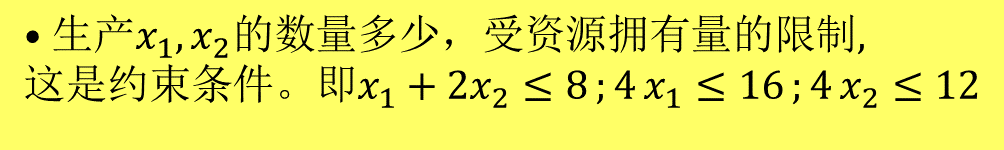 • 生产x₁,x₂的数量多少，受资源拥有量的限制,
这是约束条件。即x₁ + 2x₂ ≤ 8 ; 4 x₁ ≤ 16 ; 4 x₂ ≤ 12